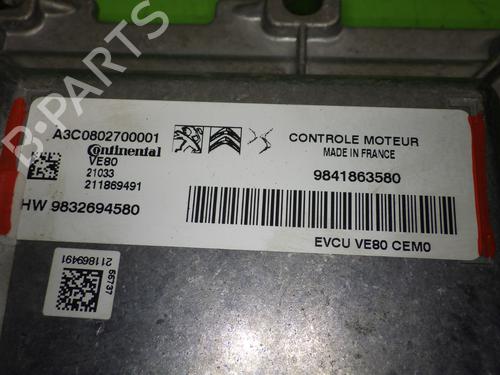 A3C0802700001
Continental
VE80
21033
211869491
HW 9832694580
CONTROLE MOTEUR
MADE IN FRANCE
9841863580
EVCU VE80 CEM0
56737
211869491
B-PARTS